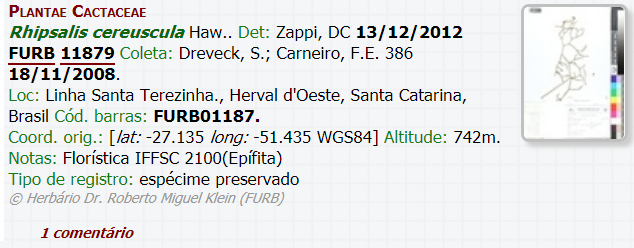 PLANTAE CACTACEAE
Rhipsalis cereuscula Haw.. Det: Zappi, DC 13/12/2012
FURB 11879 Coleta: Dreveck, S.; Carneiro, F.E. 386
18/11/2008.
Loc: Linha Santa Terezinha., Herval d'Oeste, Santa Catarina,
Brasil Cód. barras: FURB01187.
Coord. orig.: [lat: -27.135 long: -51.435 WGS84] Altitude: 742m.
Notas: Florística IFFSC 2100(Epífita)
Tipo de registro: espécime preservado
© Herbário Dr. Roberto Miguel Klein (FURB)
1 comentário